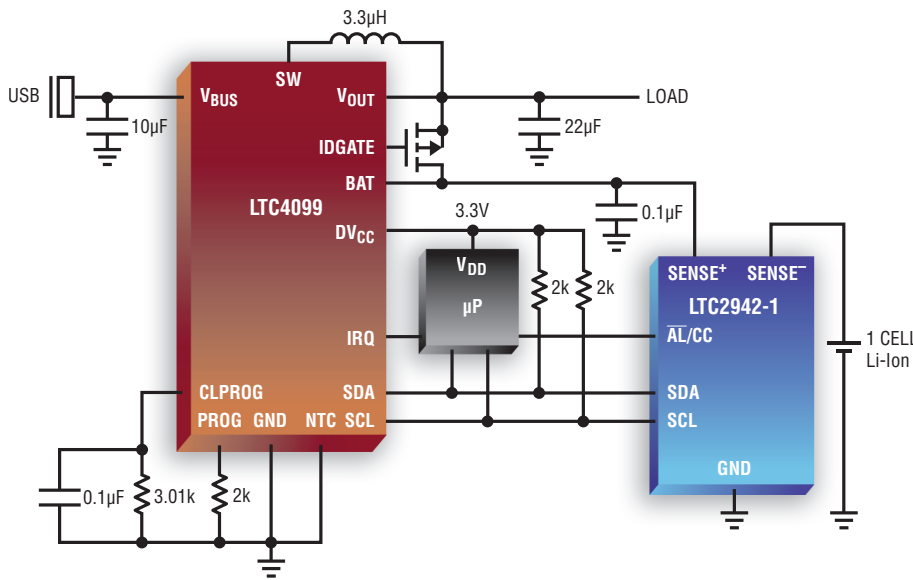 3.3µH
SW
USB
VBUS
VOUT
LOAD
10µF
22µF
IDGATE
BAT
LTC4099
3.3V
0.1µF
DVCC
VDD
µP
2k
2k
SENSE+
SENSE–
LTC2942-1
IRQ
AL/CC
1 CELL
Li-Ion
CLPROG
SDA
SDA
PROG
GND
NTC
SCL
SCL
GND
0.1µF
3.01k
2k